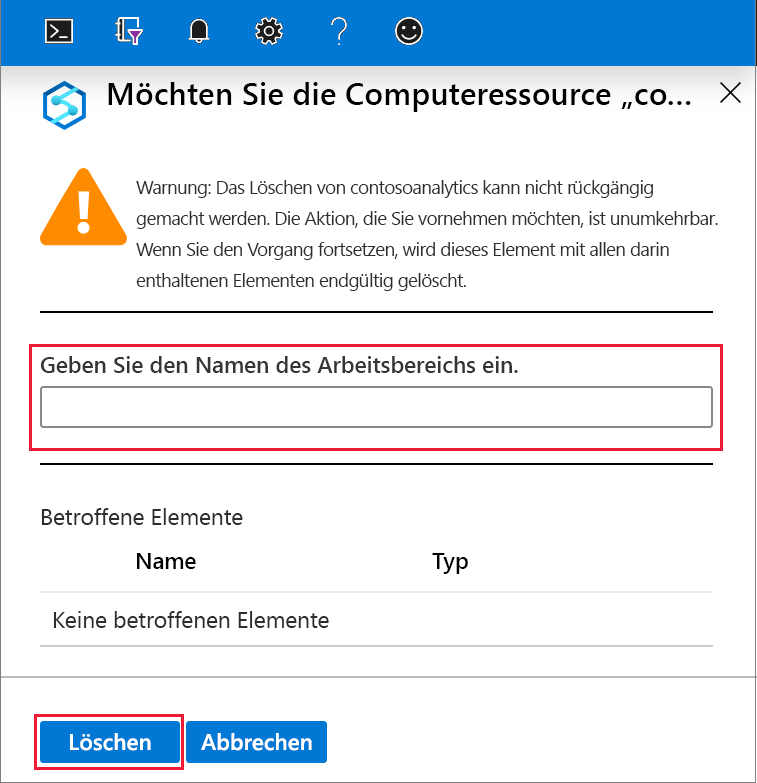 Möchten Sie die Computeressource „co...
Warnung: Das Löschen von contosoanalytics kann nicht rückgängig
gemacht werden. Die Aktion, die Sie vornehmen möchten, ist unumkehrbar.
Wenn Sie den Vorgang fortsetzen, wird dieses Element mit allen darin
enthaltenen Elementen endgültig gelöscht.
Geben Sie den Namen des Arbeitsbereichs ein.
Betroffene Elemente
Name Typ
Keine betroffenen Elemente
Löschen Abbrechen